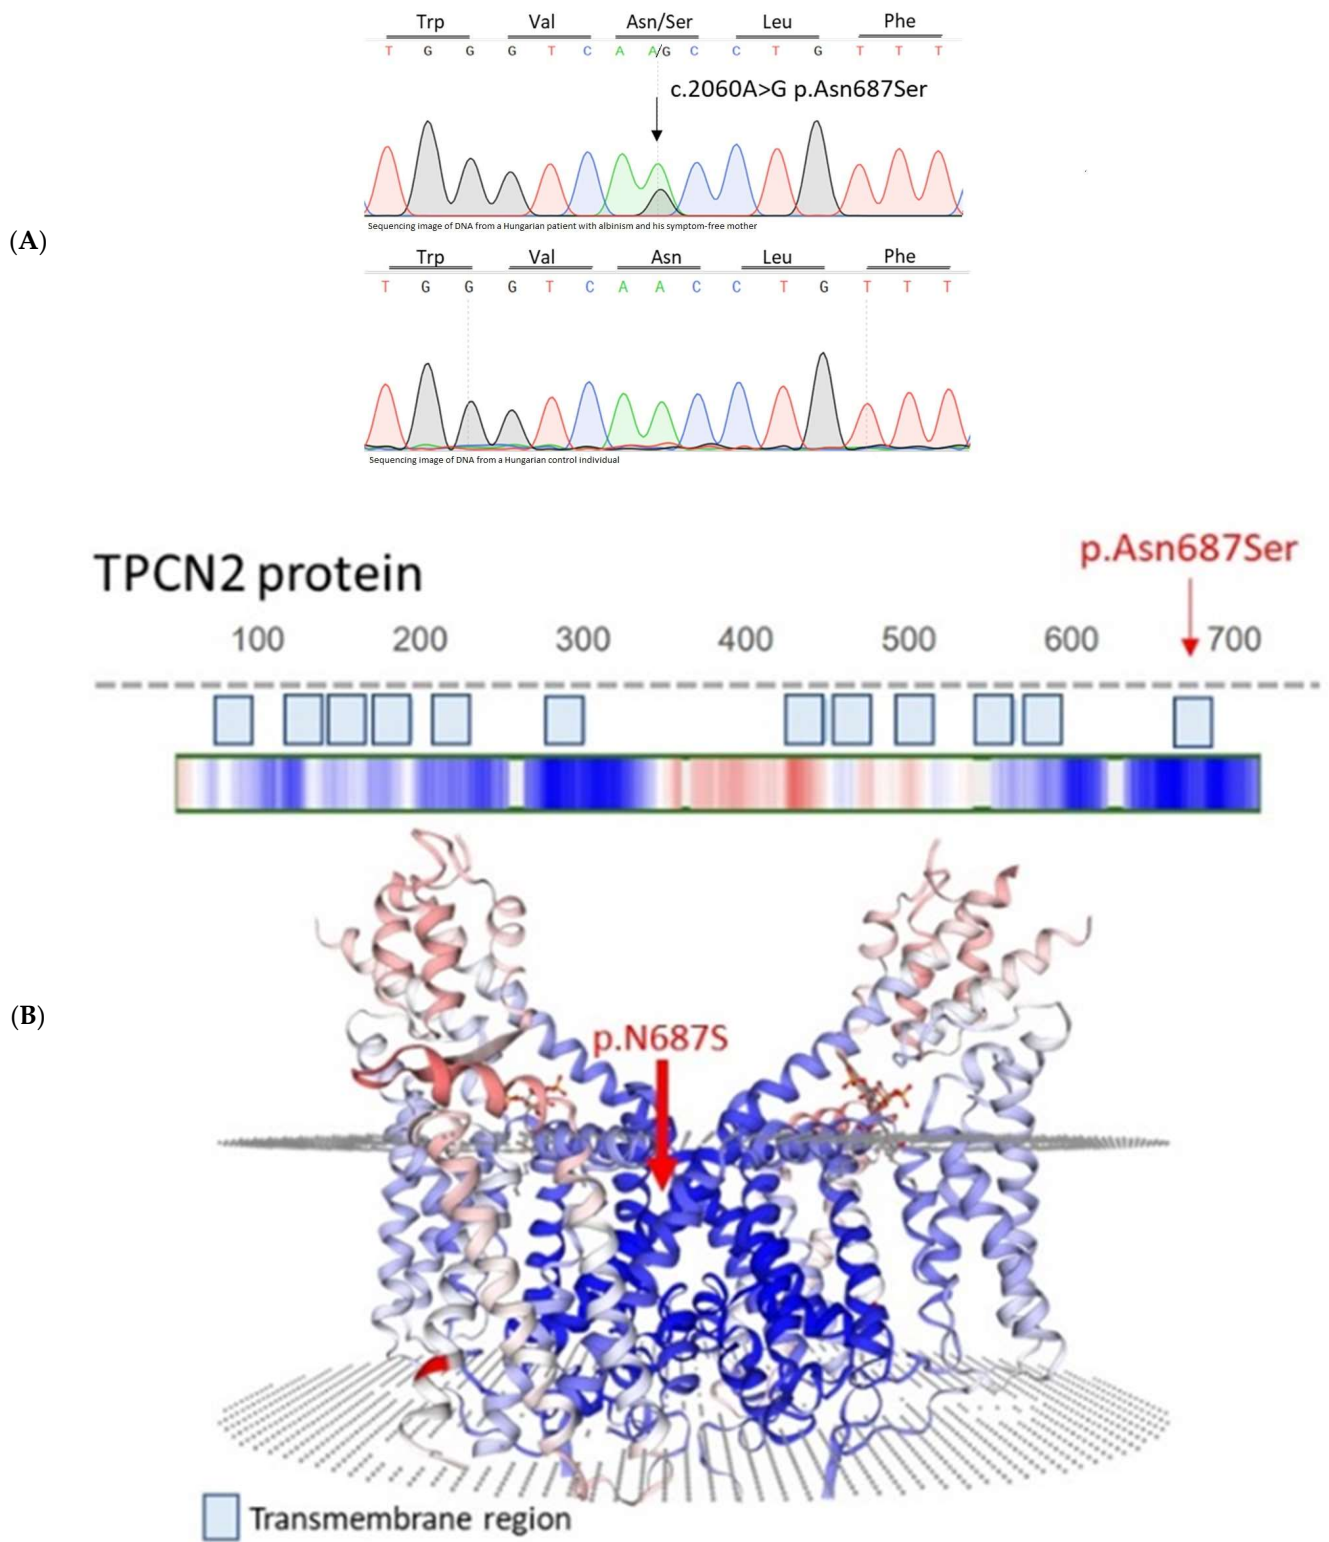 Trp Val Asn/Ser Leu Phe
T G G G T C A A/G C C T G T T T
c.2060A>G p.Asn687Ser
Sequencing image of DNA from a Hungarian patient with albinism and his symptom-free mother
(A)
Trp Val Asn Leu Phe
T G G G T C A A C C T G T T T
Sequencing image of DNA from a Hungarian control individual
p.Asn687Ser
TPCN2 protein
100 200 300 400 500 600 700
(B)
p.N687S
Transmembrane region